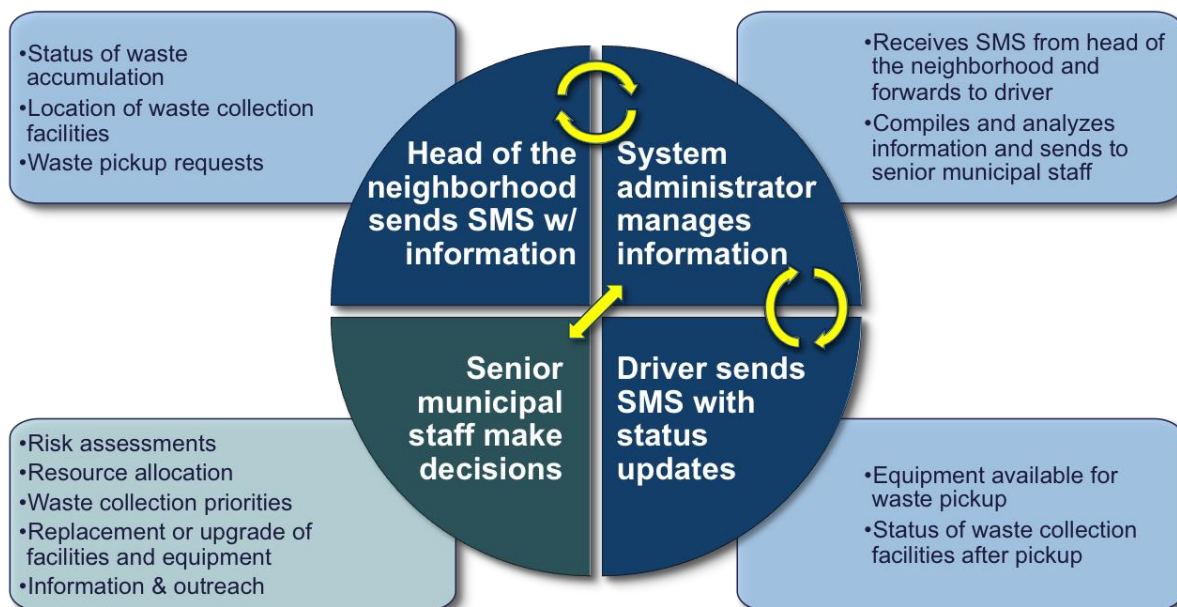 •Status of waste
accumulation
•Location of waste collection
facilities
•Waste pickup requests
Head of the
neighborhood
sends SMS w/
information
System
administrator
manages
information
•Receives SMS from head of
the neighborhood and
forwards to driver
•Compiles and analyzes
information and sends to
senior municipal staff
•Risk assessments
•Resource allocation
•Waste collection priorities
•Replacement or upgrade of
facilities and equipment
•Information & outreach
Senior
municipal
staff make
decisions
Driver sends
SMS with
status
updates
•Equipment available for
waste pickup
•Status of waste collection
facilities after pickup